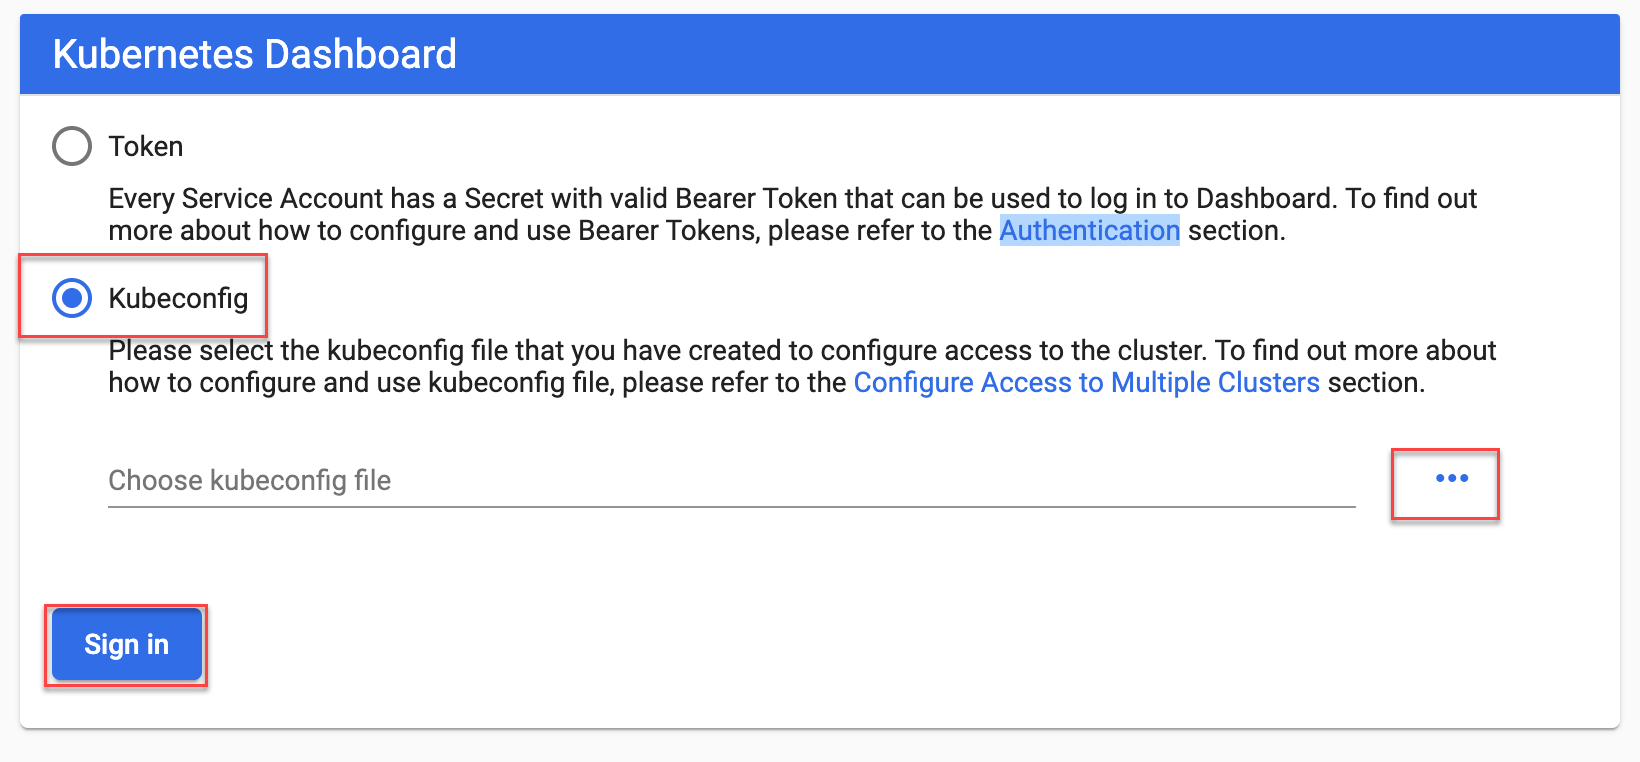 Kubernetes Dashboard
Token
Every Service Account has a Secret with valid Bearer Token that can be used to log in to Dashboard. To find out
more about how to configure and use Bearer Tokens, please refer to the Authentication section.
Kubeconfig
Please select the kubeconfig file that you have created to configure access to the cluster. To find out more about
how to configure and use kubeconfig file, please refer to the Configure Access to Multiple Clusters section.
Choose kubeconfig file
Sign in